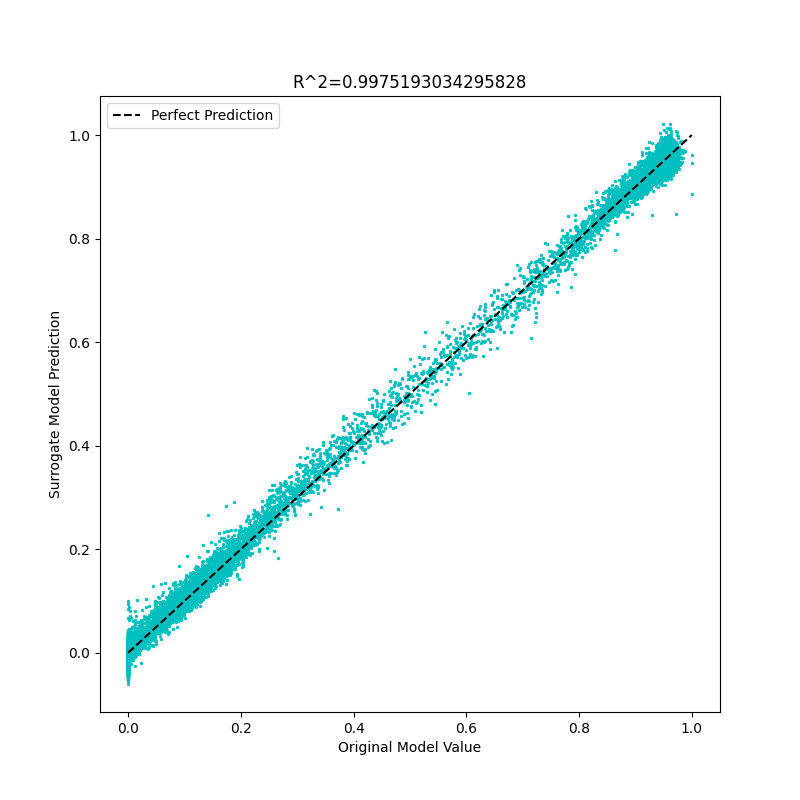 R^2=0.9975193034295828
Perfect Prediction
1.0
0.8
0.6
0.4
0.2
0.0
Surrogate Model Prediction
0.0 0.2 0.4 0.6 0.8 1.0
Original Model Value